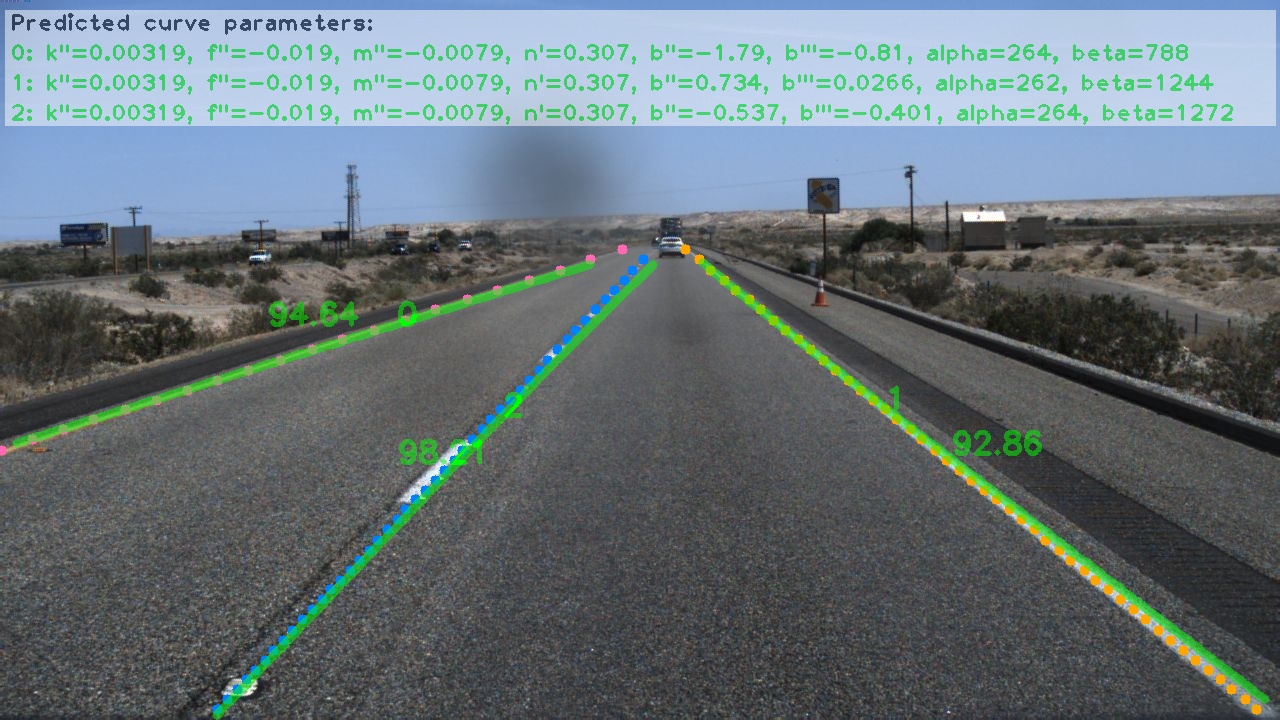 Predicted curve parameters:
0: k''=0.00319, f''=-0.019, m''=-0.0079, n'=0.307, b''=-1.79, b'''=-0.81, alpha=264, beta=788
1: k''=0.00319, f''=-0.019, m''=-0.0079, n'=0.307, b''=0.734, b'''=0.0266, alpha=262, beta=1244
2: k''=0.00319, f''=-0.019, m''=-0.0079, n'=0.307, b''=-0.537, b'''=-0.401, alpha=264, beta=1272
94.64 0
2
1
98.21
92.86